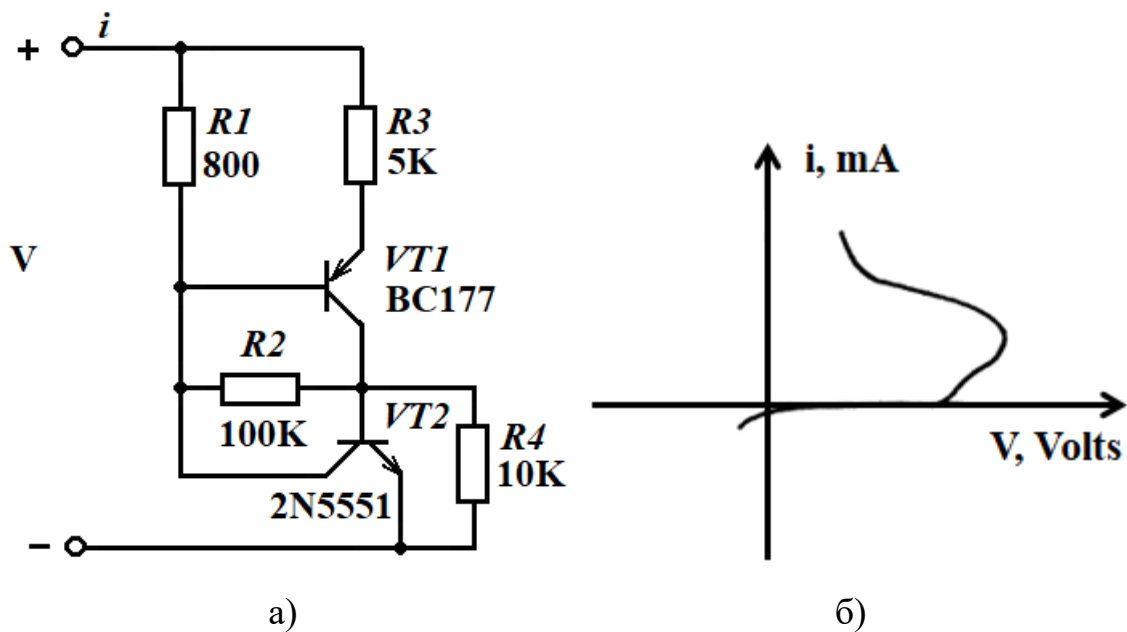 +
i
R1
800
R3
5K
V
VT1
BC177
R2
100K
VT2
R4
10K
2N5551
−
i, mA
V, Volts
а)
б)